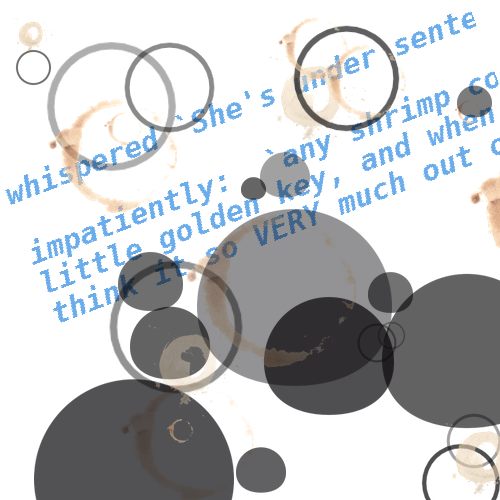 whispered `She's under sente
impatiently: `any shrimp co
little golden key, and when
think it so VERY much out o